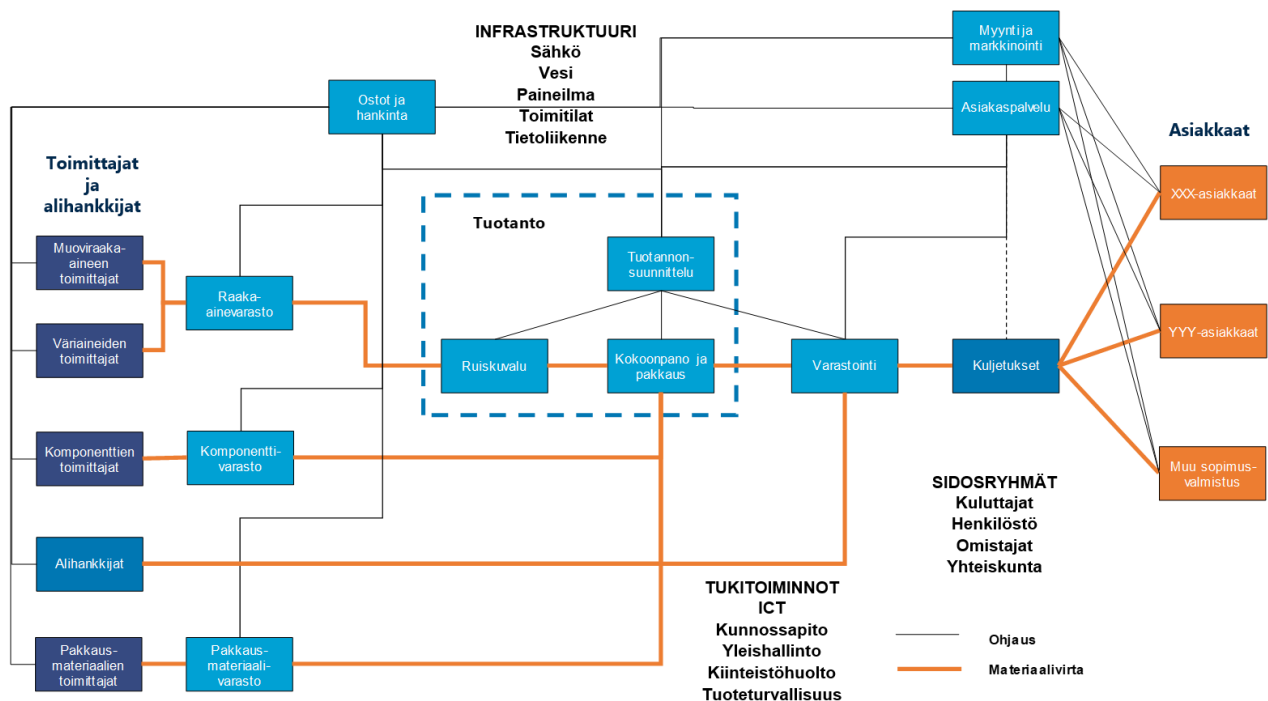 INFRASTRUKTUURI
Sähkö
Vesi
Paineilma
Toimitilat
Tietoliikenne
Myynti ja
markkinointi
Ostot ja
hankinta
Asiakaspalvelu
Asiakkaat
Toimittajat
ja
alihankkijat
XXX-asiakkaat
Tuotanto
Muoviraaka-
aineen
toimittajat
Tuotannon-
suunnittelu
Raaka-
ainevarasto
Väriaineiden
toimittajat
YYY-asiakkaat
Ruiskuvalu
Kokoonpano ja
pakkaus
Varastointi
Kuljetukset
Komponenttien
toimittajat
Komponentti-
varasto
Muu sopimus-
valmistus
SIDOSRYHMÄT
Kuluttajat
Henkilöstö
Omistajat
Yhteiskunta
Alihankkijat
TUKITOIMINNOT
ICT
Kunnossapito
Yleishallinto
Kiinteistöhuolto
Tuoteturvallisuus
Pakkaus-
materiaalien
toimittajat
Pakkaus-
materiaali-
varasto
Ohjaus
Materiaalivirta